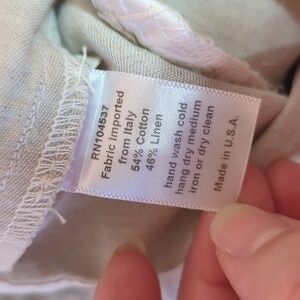 RN104637
Fabric Imported
from Italy
54% Cotton
46% Linen
hand wash cold
hang dry medium
iron or dry clean
Made in U.S.A.